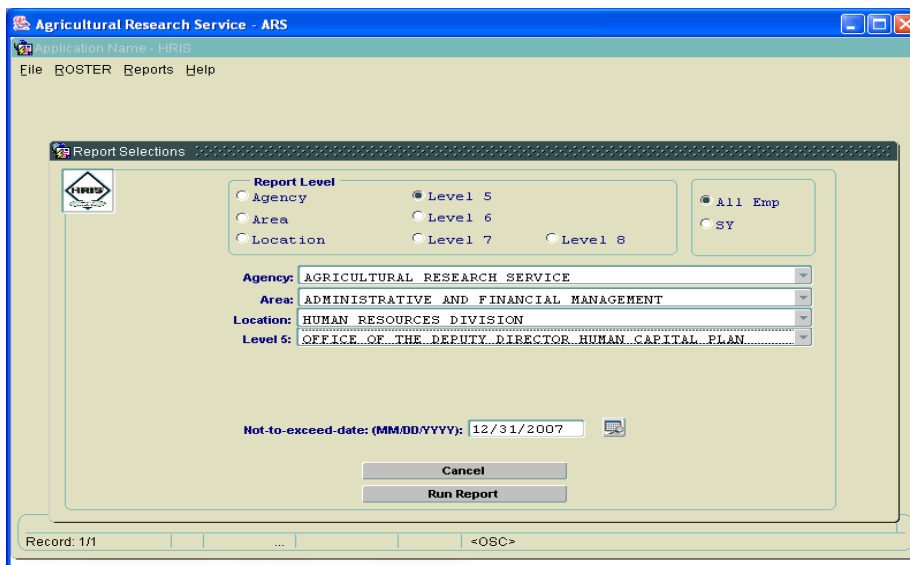 Agricultural Research Service - ARS
Application Name - HRIS
File ROSTER Reports Help
Report Selections
HRIS
Report Level
Agency Level 5
Area Level 6
Location Level 7 Level 8
All Emp
SY
Agency: AGRICULTURAL RESEARCH SERVICE
Area: ADMINISTRATIVE AND FINANCIAL MANAGEMENT
Location: HUMAN RESOURCES DIVISION
Level 5: OFFICE OF THE DEPUTY DIRECTOR HUMAN CAPITAL PLAN
Not-to-exceed-date: (MM/DD/YYYY): 12/31/2007
Cancel
Run Report
Record: 1/1 ... <OSC>